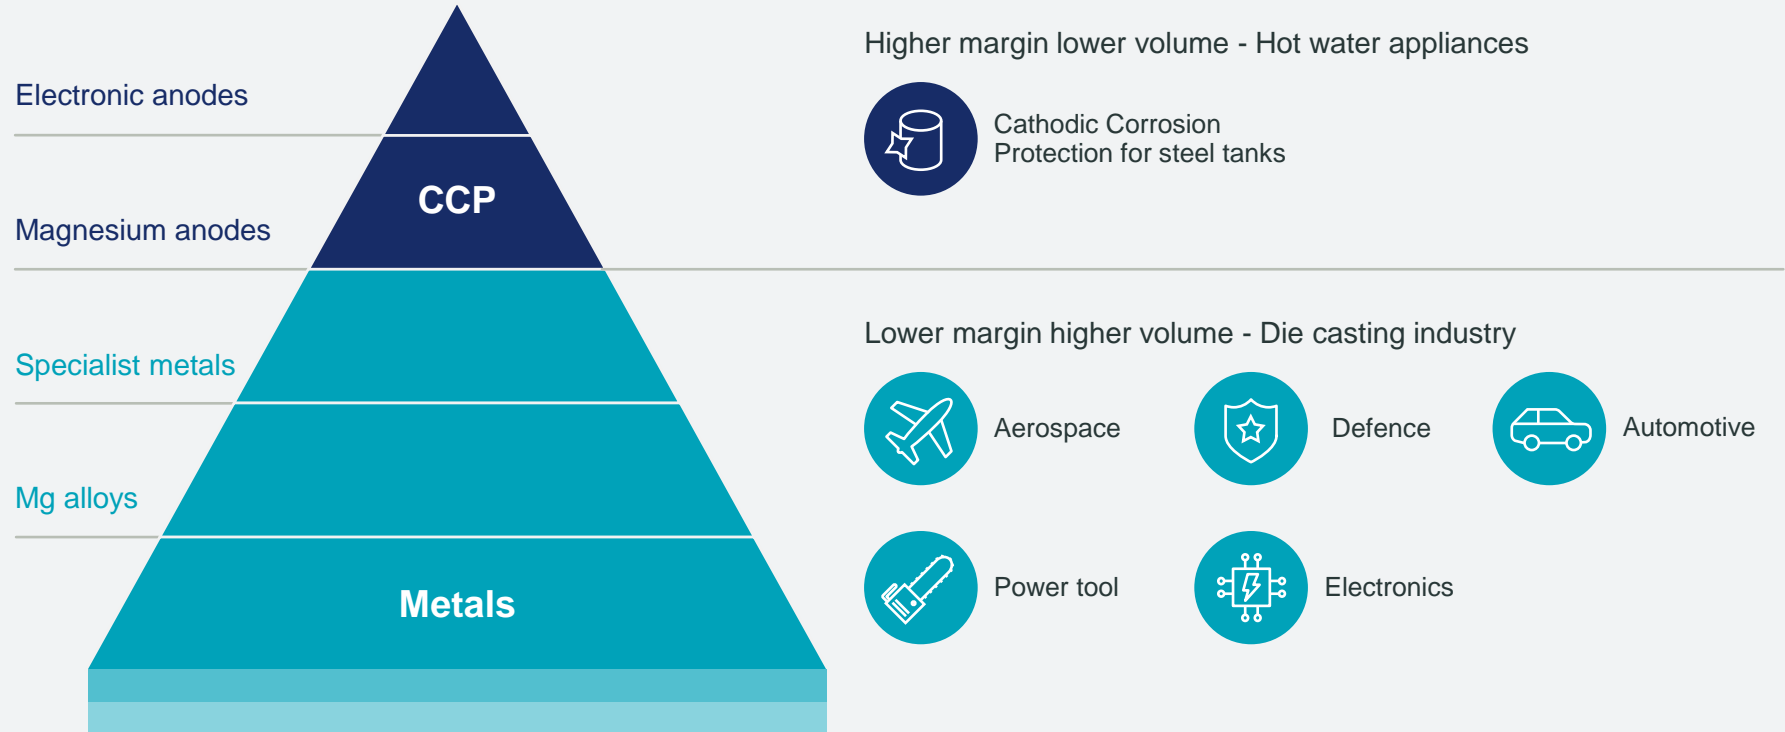 Electronic anodes
CCP
Magnesium anodes
Specialist metals
Mg alloys
Metals
Higher margin lower volume - Hot water appliances
Cathodic Corrosion
Protection for steel tanks
Lower margin higher volume - Die casting industry
Aerospace
Defence
Automotive
Power tool
Electronics